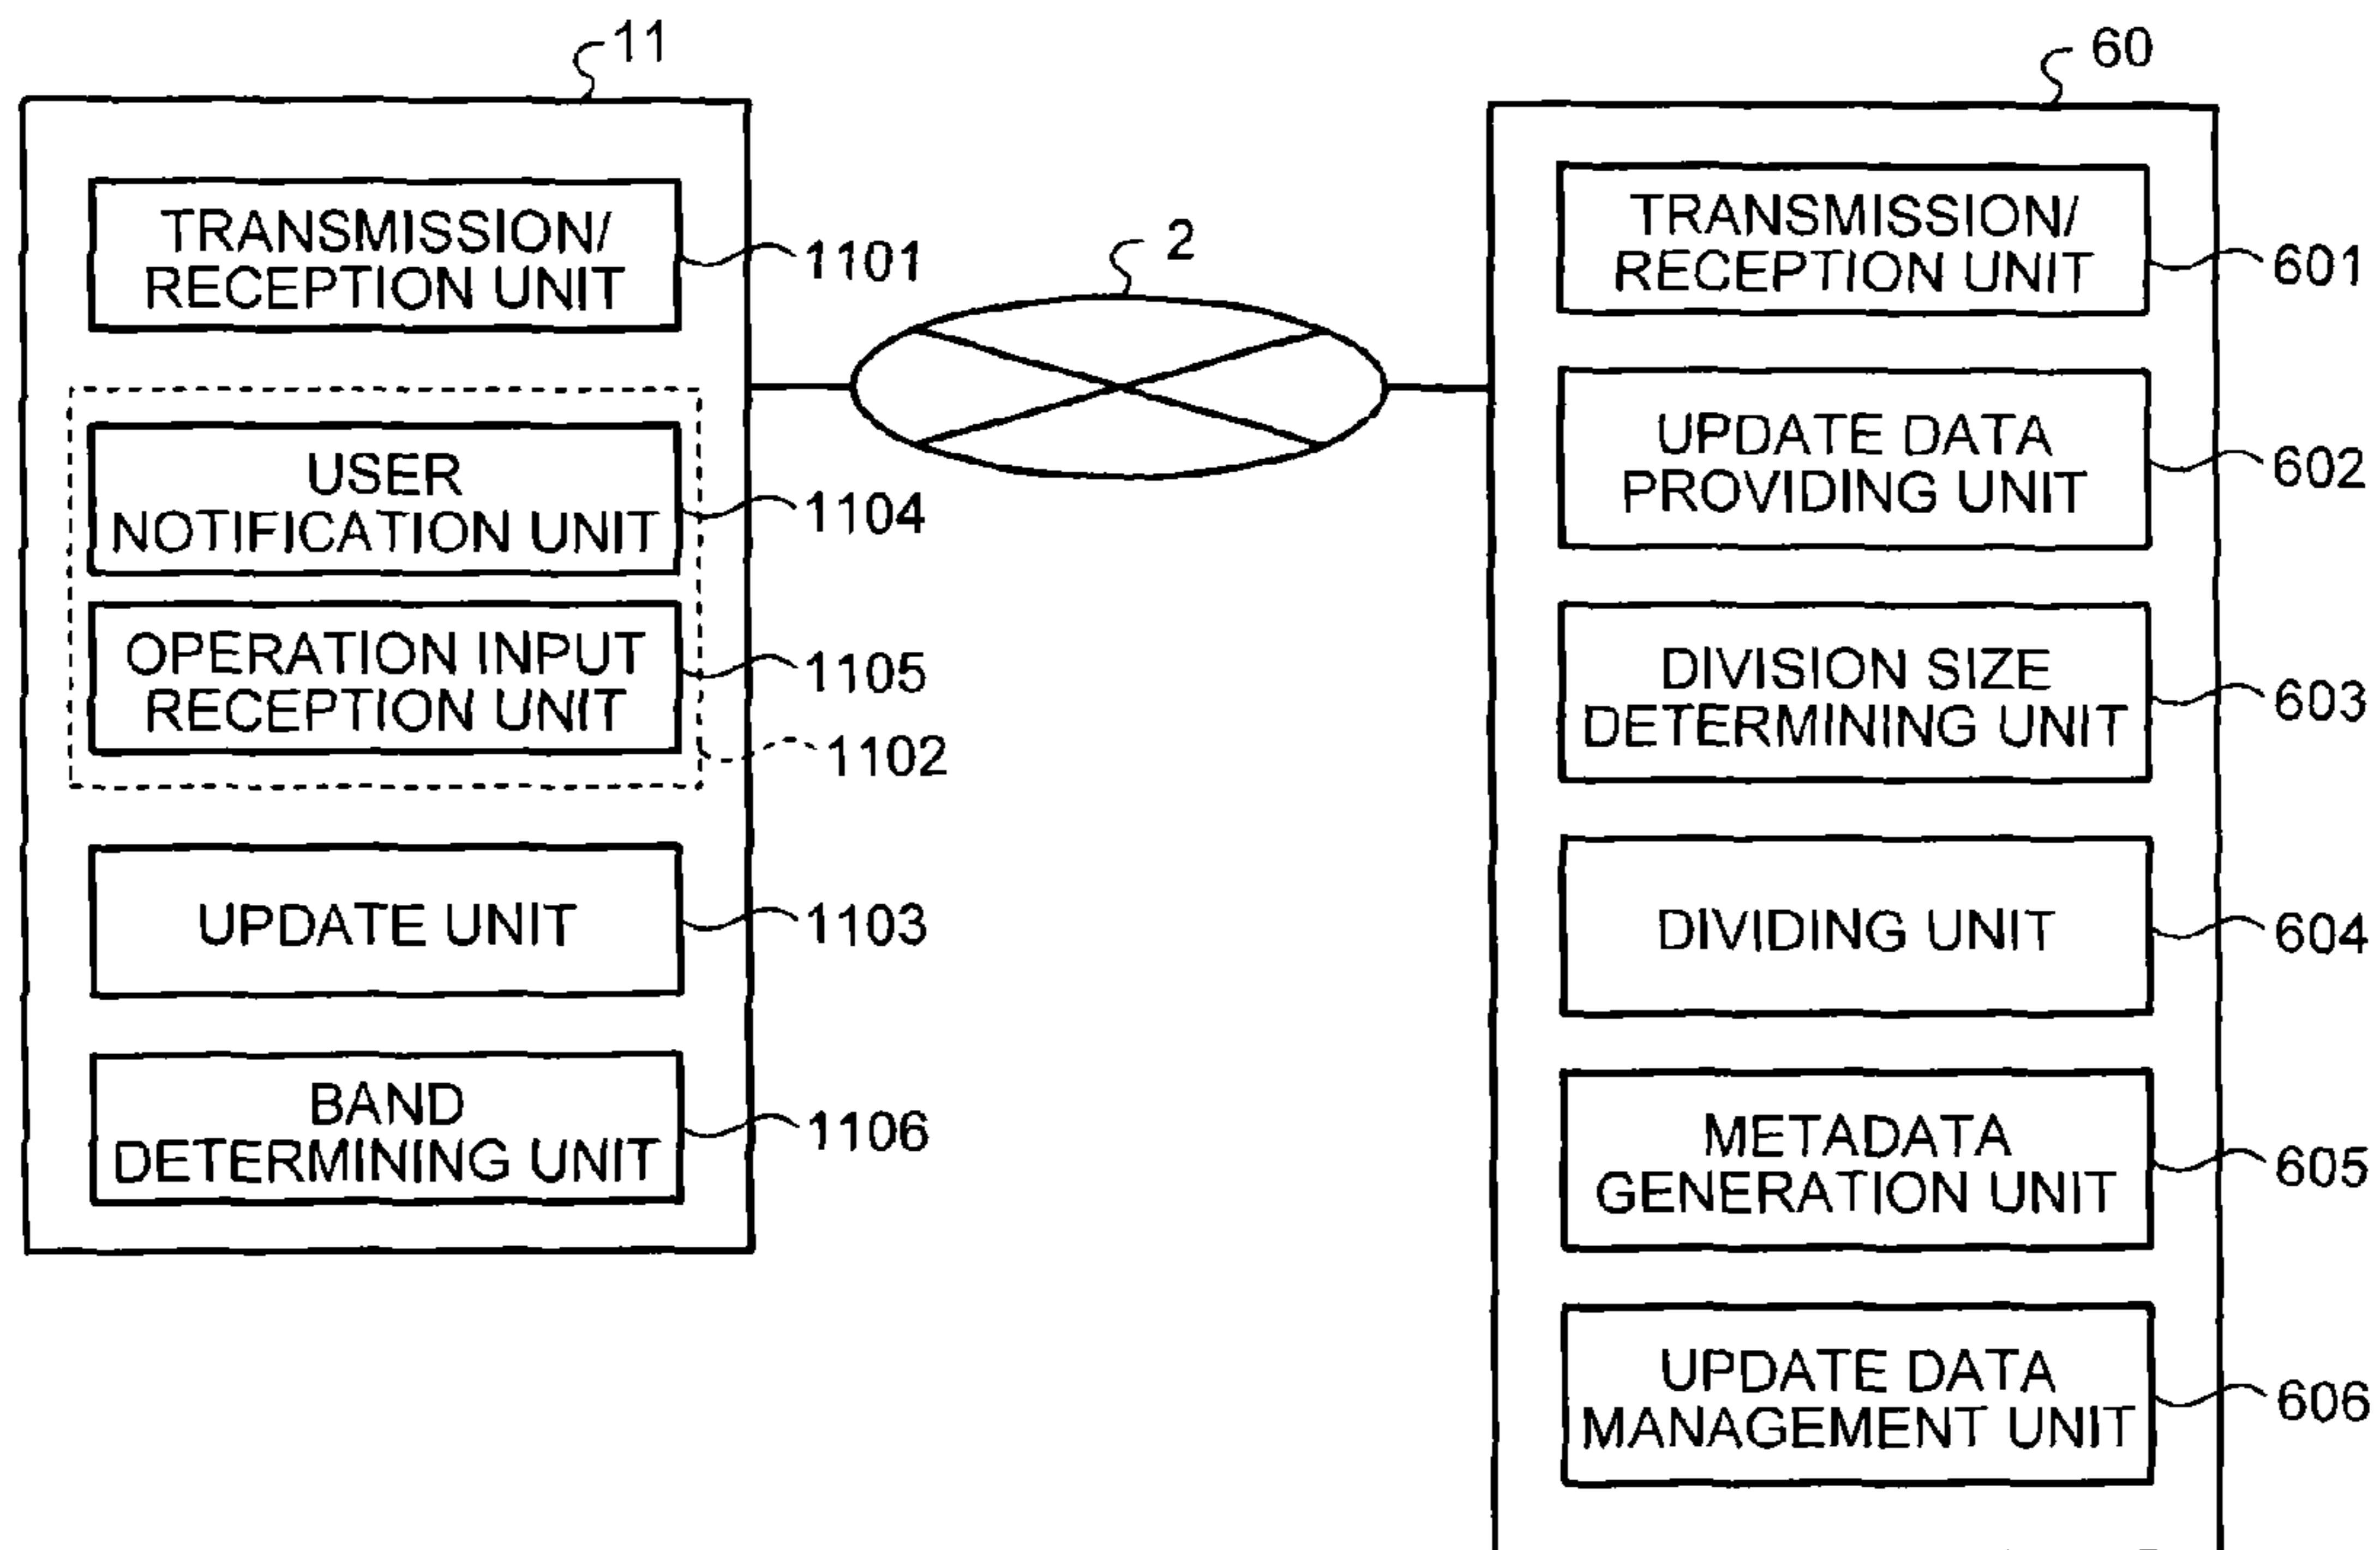 11
TRANSMISSION/
RECEPTION UNIT
1101
USER
NOTIFICATION UNIT
1104
OPERATION INPUT
RECEPTION UNIT
1105
1102
UPDATE UNIT
1103
BAND
DETERMINING UNIT
1106
2
60
TRANSMISSION/
RECEPTION UNIT
601
UPDATE DATA
PROVIDING UNIT
602
DIVISION SIZE
DETERMINING UNIT
603
DIVIDING UNIT
604
METADATA
GENERATION UNIT
605
UPDATE DATA
MANAGEMENT UNIT
606